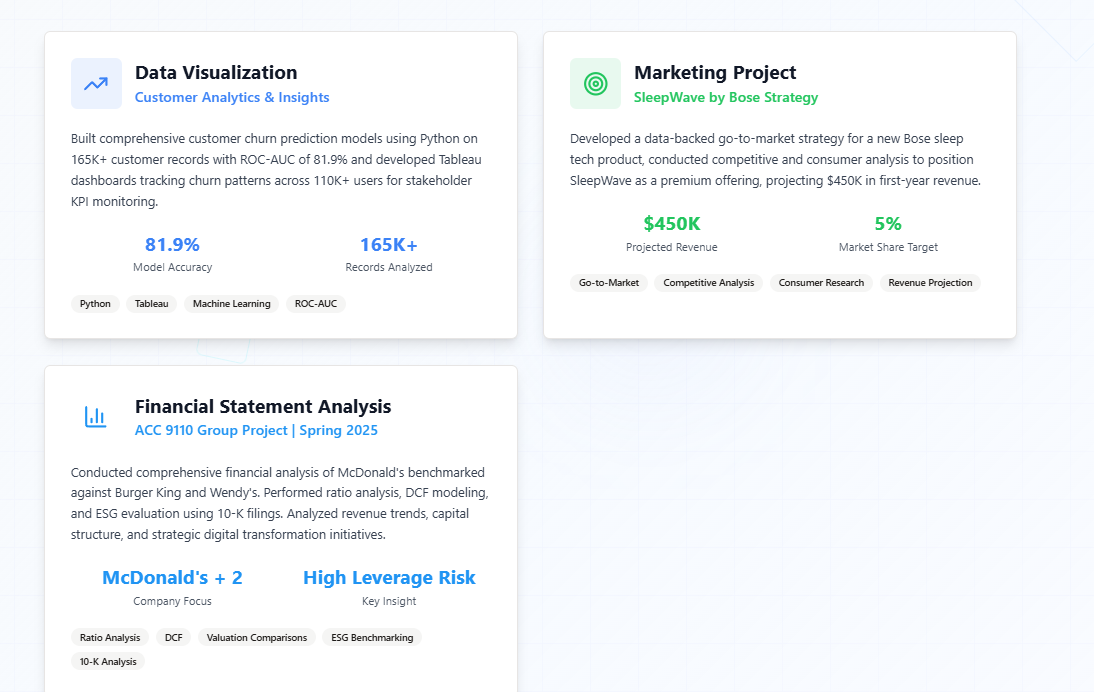 Data Visualization
Customer Analytics & Insights
Built comprehensive customer churn prediction models using Python on
165K+ customer records with ROC-AUC of 81.9% and developed Tableau
dashboards tracking churn patterns across 110K+ users for stakeholder
KPI monitoring.
81.9%
Model Accuracy
165K+
Records Analyzed
Python
Tableau
Machine Learning
ROC-AUC
Marketing Project
SleepWave by Bose Strategy
Developed a data-backed go-to-market strategy for a new Bose sleep
tech product, conducted competitive and consumer analysis to position
SleepWave as a premium offering, projecting $450K in first-year revenue.
$450K
Projected Revenue
5%
Market Share Target
Go-to-Market
Competitive Analysis
Consumer Research
Revenue Projection
Financial Statement Analysis
ACC 9110 Group Project | Spring 2025
Conducted comprehensive financial analysis of McDonald's benchmarked
against Burger King and Wendy's. Performed ratio analysis, DCF modeling,
and ESG evaluation using 10-K filings. Analyzed revenue trends, capital
structure, and strategic digital transformation initiatives.
McDonald's + 2
Company Focus
High Leverage Risk
Key Insight
Ratio Analysis
DCF
Valuation Comparisons
ESG Benchmarking
10-K Analysis